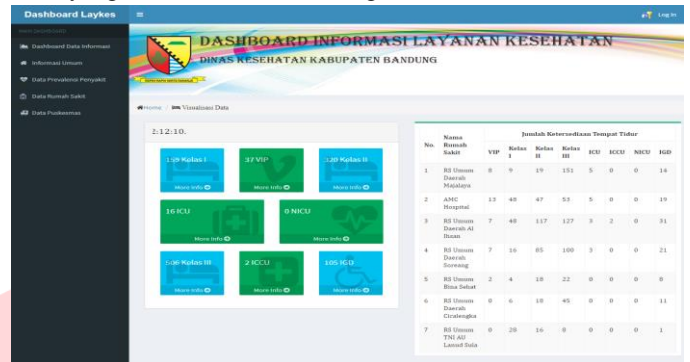 Dashboard Laykes
Log In
Dashboard Data Informasi
Informasi Umum
Data Prevalensi Penyakit
Data Rumah Sakit
Data Puskesmas
DASHBOARD INFORMASI LAYANAN KESEHATAN
DINAS KESEHATAN KABUPATEN BANDUNG
Home / Visualisasi Data
2:12:10.
159 Kelas I
More Info
37 VIP
More Info
320 Kelas II
More Info
16 ICU
More Info
0 NICU
More Info
506 Kelas III
More Info
2 ICCU
More Info
105 IGD
More Info
No. Nama Rumah Sakit Jumlah Ketersediaan Tempat Tidur
VIP Kelas I Kelas II Kelas III ICU ICCU NICU IGD
1 RS Umum Daerah Majalaya 8 9 19 151 5 0 0 14
2 AMC Hospital 13 48 47 53 5 0 0 19
3 RS Umum Daerah Al Ihsan 7 48 117 127 3 2 0 31
4 RS Umum Daerah Soreang 7 16 85 108 3 0 0 21
5 RS Umum Bina Sehat 2 4 18 22 0 0 0 8
6 RS Umum Daerah Cicalengka 0 6 18 45 0 0 0 11
7 RS Umum TNI AU Lanud Sula 0 28 16 0 0 0 0 1